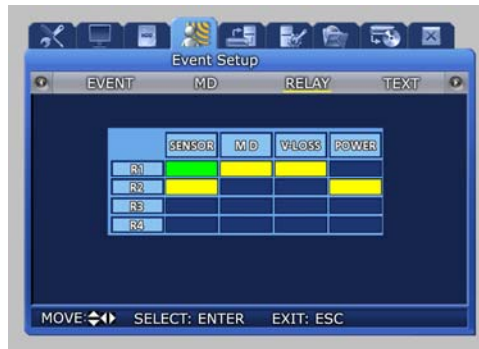 Event Setup
EVENT MD RELAY TEXT
SENSOR M D V-LOSS POWER
R1
R2
R3
R4
MOVE: SELECT: ENTER EXIT: ESC